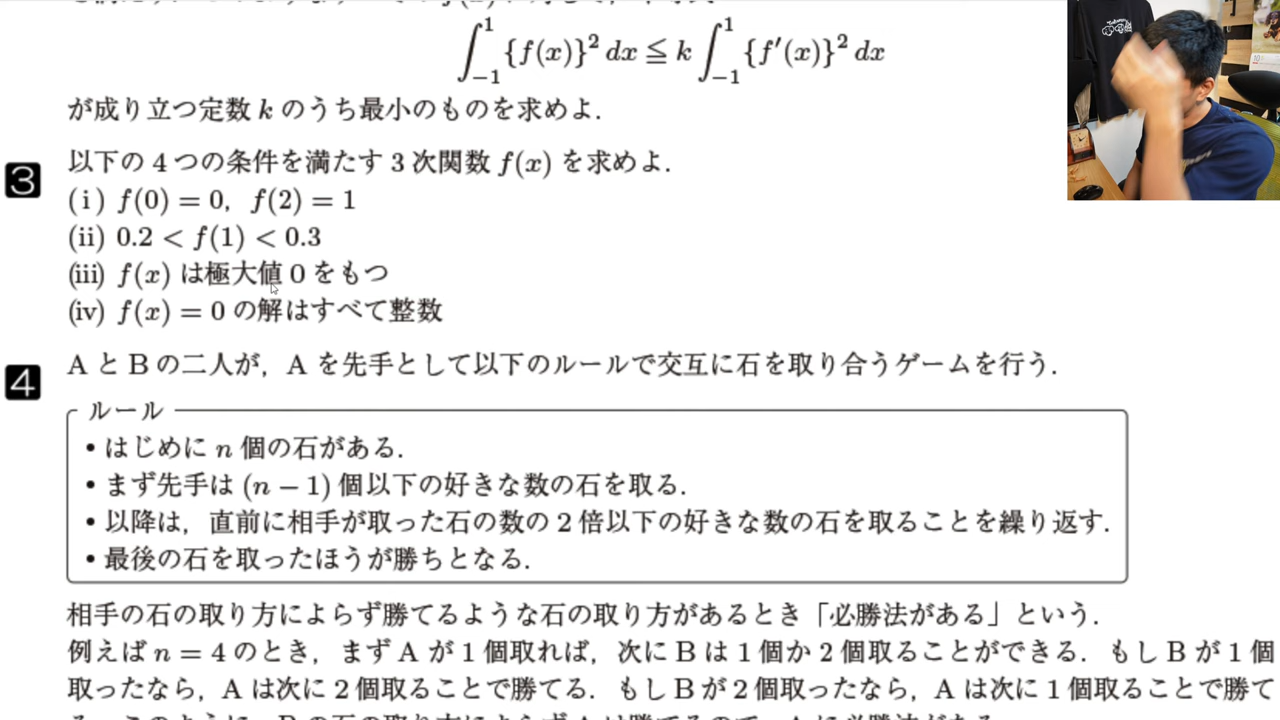 ∫_{-1}^{1} {f(x)}² dx ≦ k ∫_{-1}^{1} {f′(x)}² dx
が成り立つ定数 k のうち最小のものを求めよ.
3 以下の 4 つの条件を満たす 3 次関数 f(x) を求めよ.
(i) f(0) = 0, f(2) = 1
(ii) 0.2 < f(1) < 0.3
(iii) f(x) は極大値 0 をもつ
(iv) f(x) = 0 の解はすべて整数
4 A と B の二人が, A を先手として以下のルールで交互に石を取り合うゲームを行う.
ルール
• はじめに n 個の石がある.
• まず先手は (n − 1) 個以下の好きな数の石を取る.
• 以降は, 直前に相手が取った石の数の 2 倍以下の好きな数の石を取ることを繰り返す.
• 最後の石を取ったほうが勝ちとなる.
相手の石の取り方によらず勝てるような石の取り方があるとき「必勝法がある」という.
例えば n = 4 のとき, まず A が 1 個取れば, 次に B は 1 個か 2 個取ることができる. もし B が 1 個
取ったなら, A は次に 2 個取ることで勝てる. もし B が 2 個取ったなら, A は次に 1 個取ることで勝て